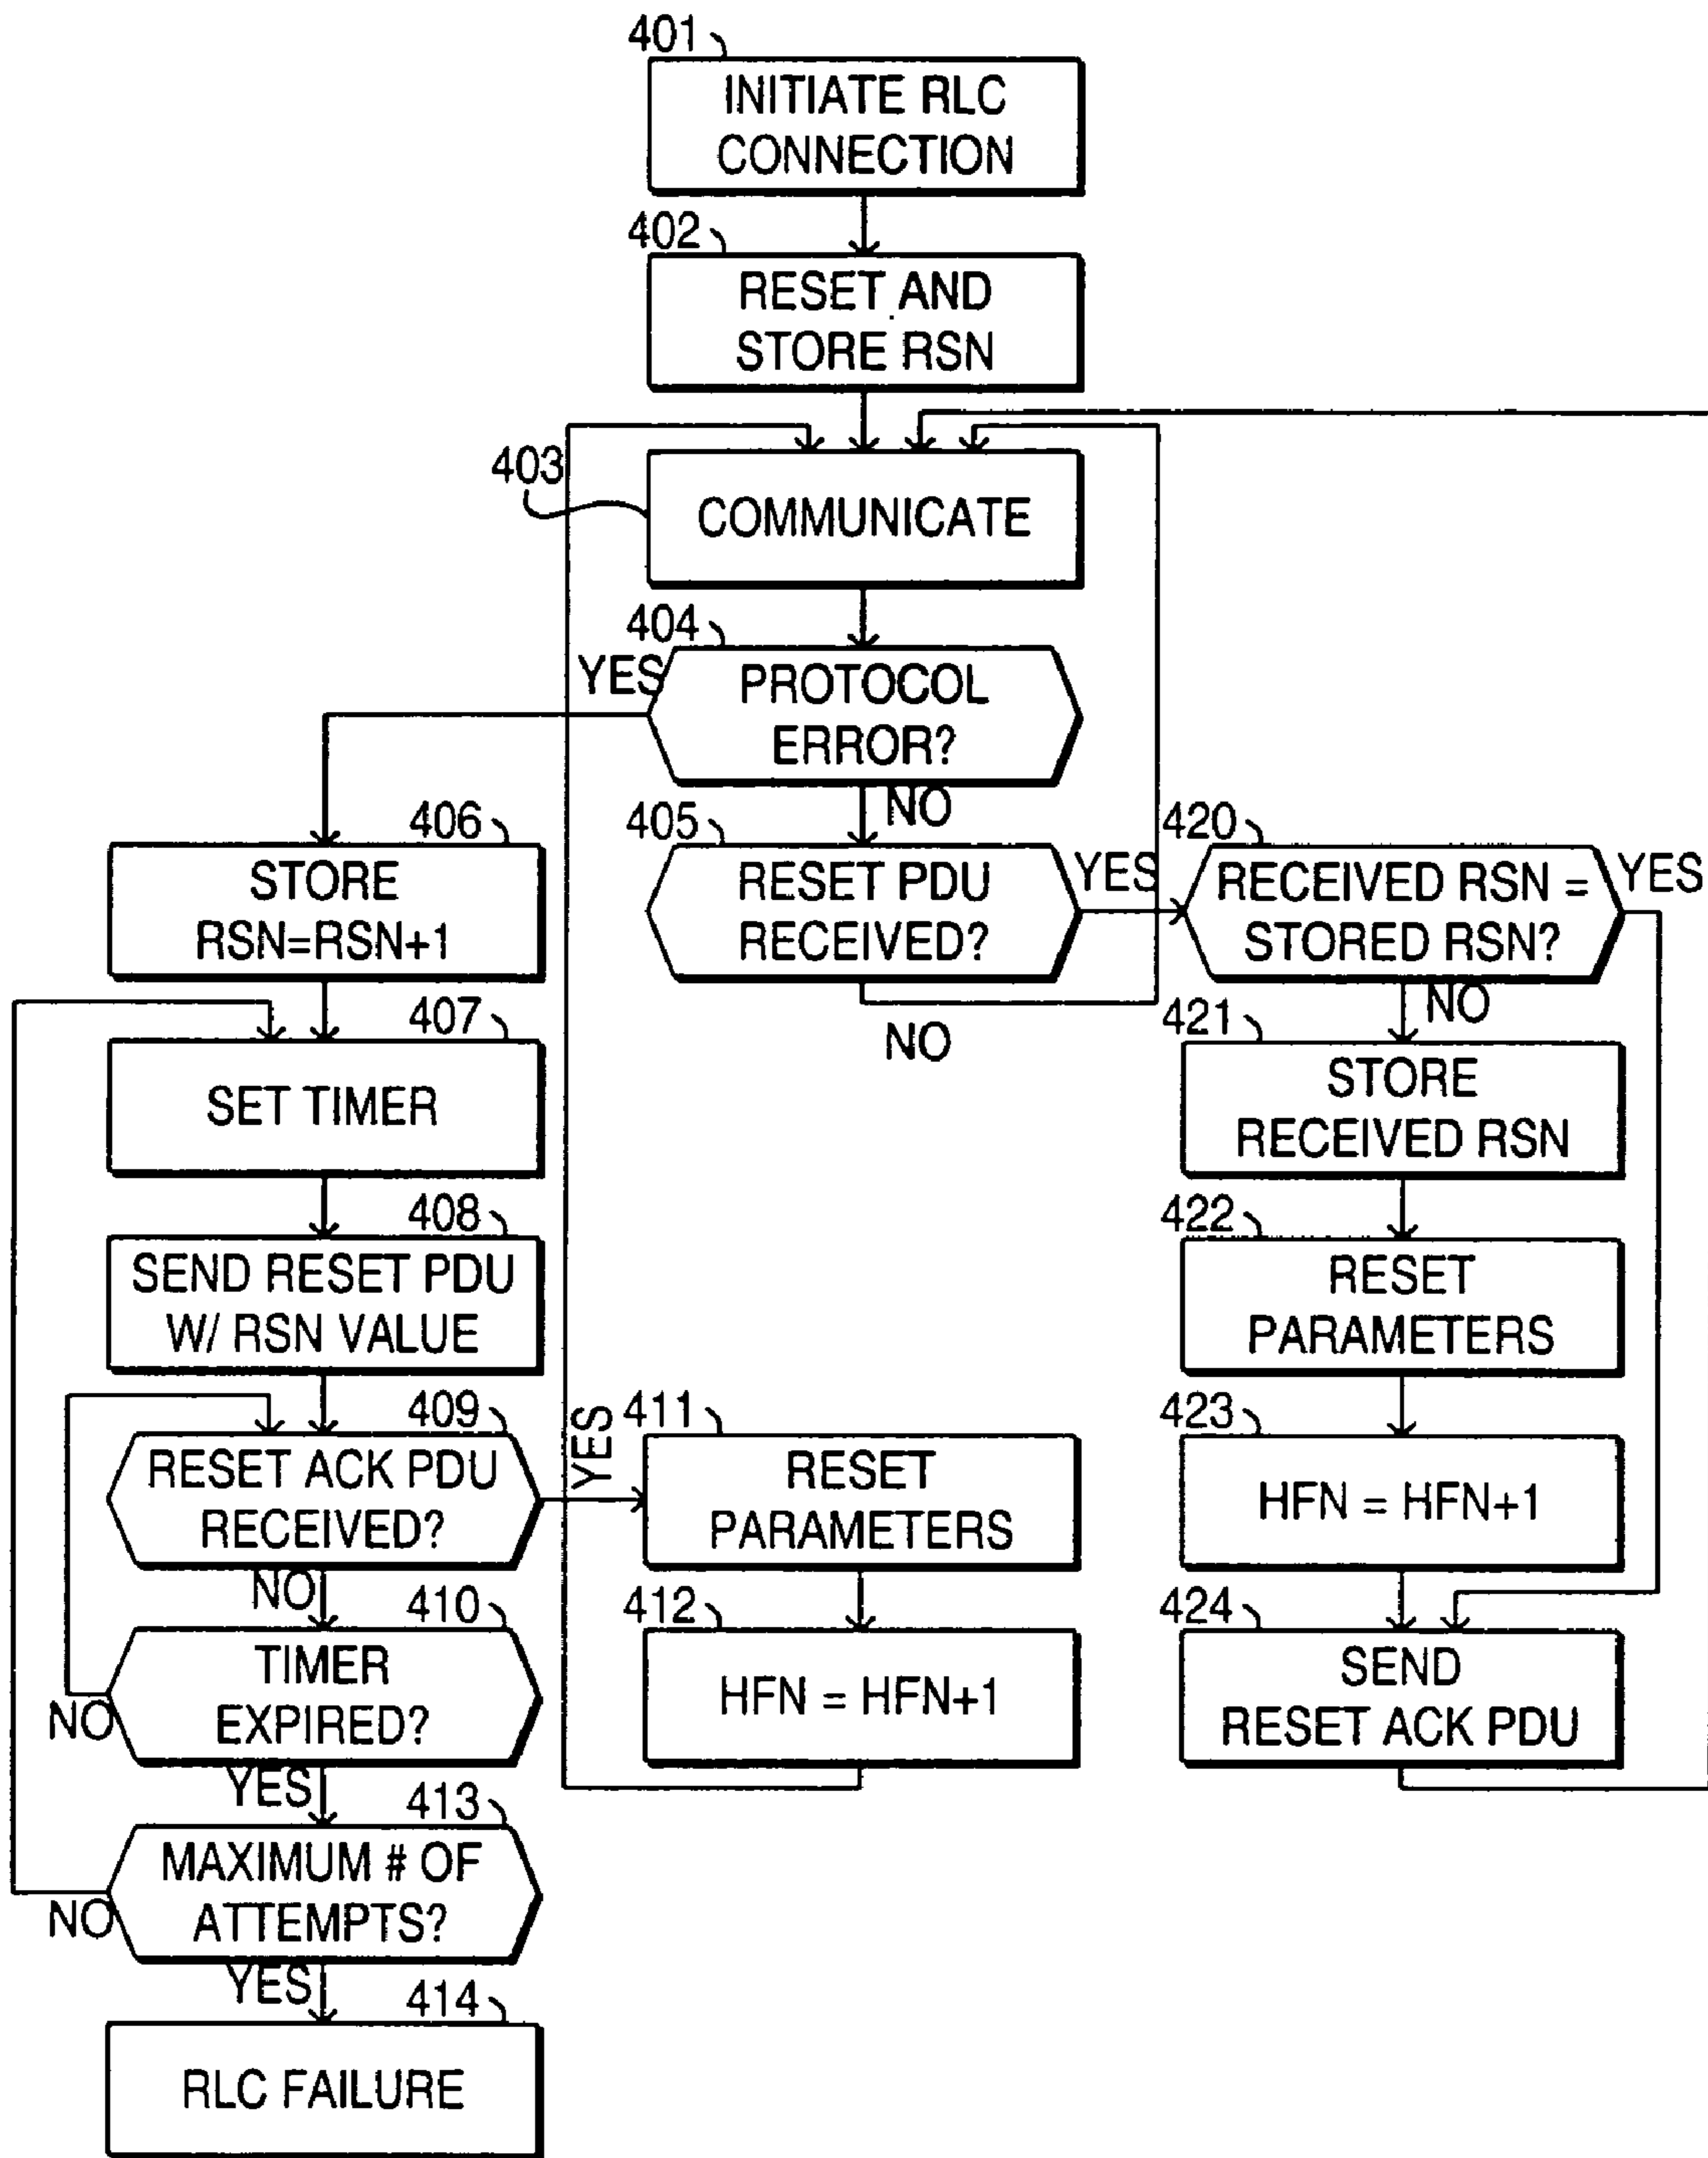 401
INITIATE RLC
CONNECTION
402
RESET AND
STORE RSN
403
COMMUNICATE
404
YES
PROTOCOL
ERROR?
NO
405
RESET PDU
RECEIVED?
YES
NO
420
RECEIVED RSN =
STORED RSN?
YES
NO
406
STORE
RSN=RSN+1
407
SET TIMER
408
SEND RESET PDU
W/ RSN VALUE
409
RESET ACK PDU
RECEIVED?
YES
NO
410
TIMER
EXPIRED?
NO
YES
413
MAXIMUM # OF
ATTEMPTS?
NO
YES
414
RLC FAILURE
411
RESET
PARAMETERS
412
HFN = HFN+1
421
STORE
RECEIVED RSN
422
RESET
PARAMETERS
423
HFN = HFN+1
424
SEND
RESET ACK PDU